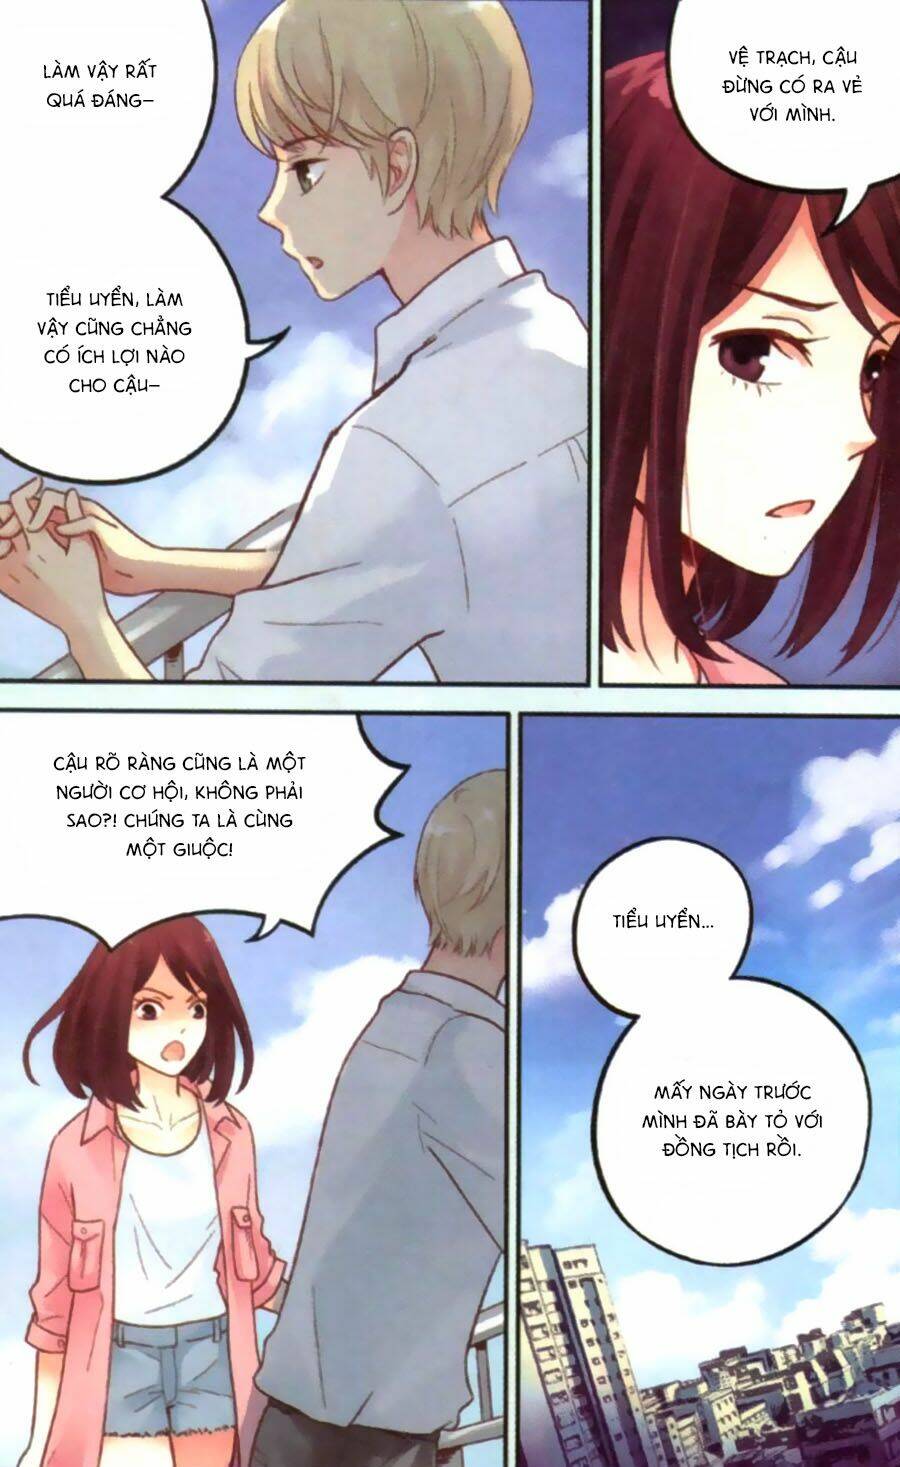 LÀM VẬY RẤT
QUÁ ĐÁNG–
TIỂU UYỂN, LÀM
VẬY CŨNG CHẲNG
CÓ ÍCH LỢI NÀO
CHO CẬU–
VỆ TRẠCH, CẬU
ĐỪNG CÓ RA VẺ
VỚI MÌNH.
CẬU RÕ RÀNG CŨNG LÀ MỘT
NGƯỜI CƠ HỘI, KHÔNG PHẢI
SAO?! CHÚNG TA LÀ CÙNG
MỘT GIUỘC!
TIỂU UYỂN...
MẤY NGÀY TRƯỚC
MÌNH ĐÃ BÀY TỎ VỚI
ĐỒNG TỊCH RỒI.